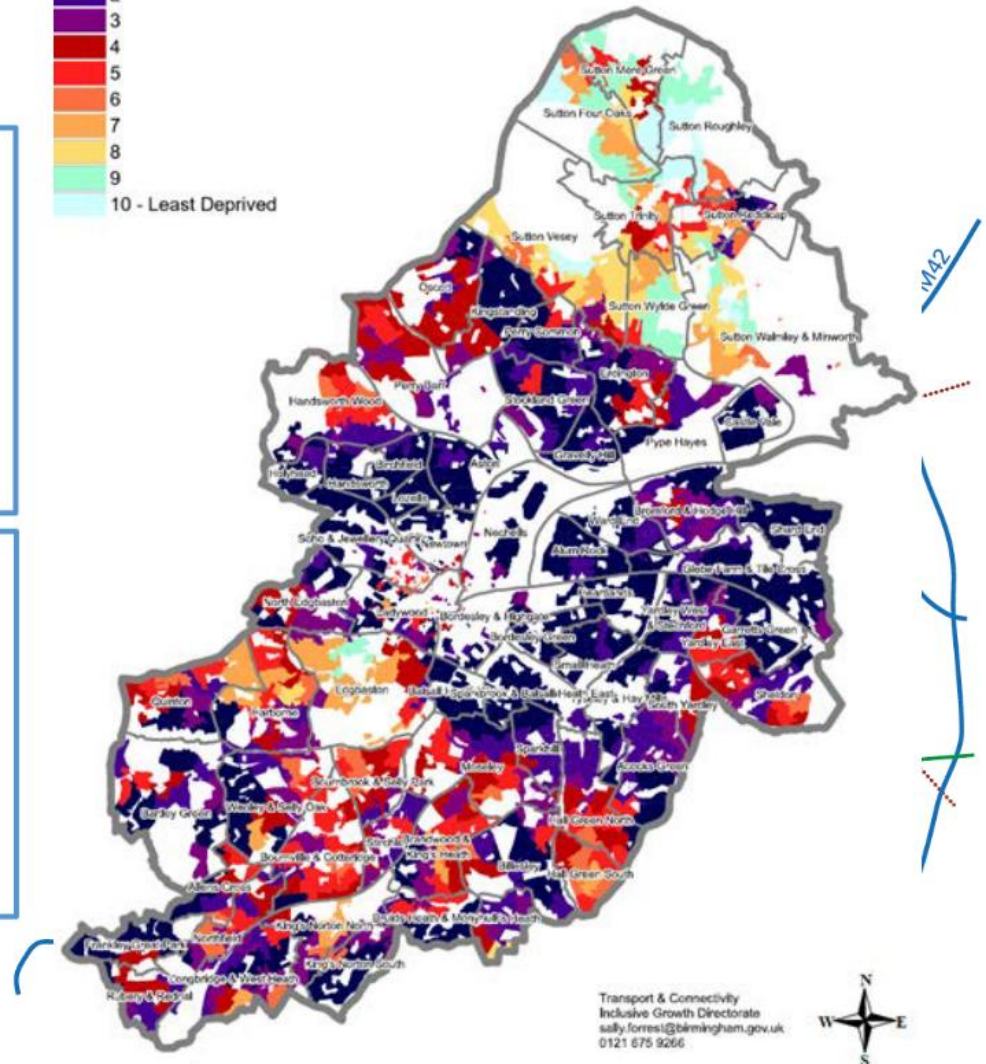 3
4
5
6
7
8
9
10 - Least Deprived
Sutton Mere Green
Sutton Four Oaks
Sutton Roughley
Sutton Trinity
Sutton Reddicap
Sutton Vesey
M42
Oscott
Kingstanding
Sutton Wylde Green
Perry Common
Sutton Walmley & Minworth
Erdington
Perry Barr
Handsworth Wood
Stockland Green
Castle Vale
Pype Hayes
Gravelly Hill
Birchfield
Aston
Holyhead
Handsworth
Lozells
Bromford & Hodge Hill
Ward End
Shard End
Soho & Jewellery Quarter
Newtown
Nechells
Alum Rock
Glebe Farm & Tile Cross
Heartlands
North Edgbaston
Ladywood
Bordesley & Highgate
Yardley West
& Stechford
Bordesley Green
Garretts Green
Yardley East
Small Heath
Edgbaston
Sparkbrook & Balsall Heath East
South Yardley
Sheldon
Quinton
Harborne
Sparkhill
Moseley
Acocks Green
Bournbrook & Selly Park
Bartley Green
Weoley & Selly Oak
Hall Green North
Stirchley
Brandwood &
King's Heath
Bournville & Cotteridge
Billesley
Hall Green South
Allens Cross
Druids Heath & Monyhull's Heath
King's Norton North
Frankley Great Park
Northfield
King's Norton South
Longbridge & West Heath
Rubery & Rednal
Transport & Connectivity
Inclusive Growth Directorate
sally.forrest@birmingham.gov.uk
0121 675 9266
N
W
E
S